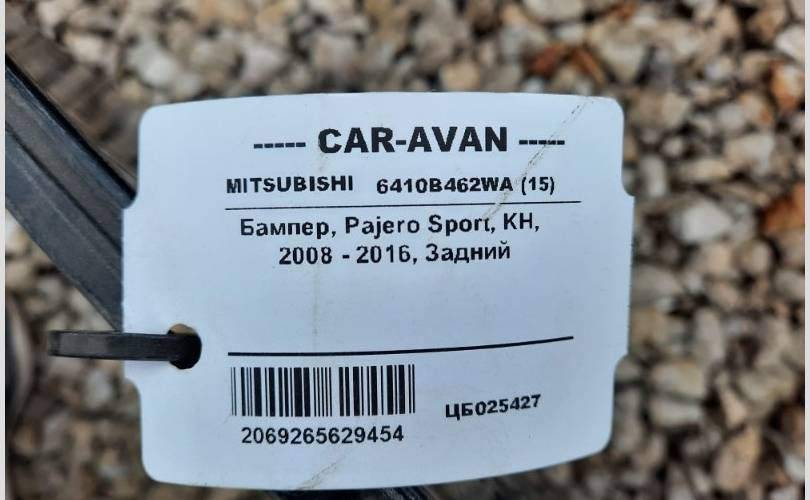 ----- CAR-AVAN -----
MITSUBISHI 6410B462WA (15)
Бампер, Pajero Sport, KH,
2008 - 2016, Задний
ЦБ025427
2069265629454